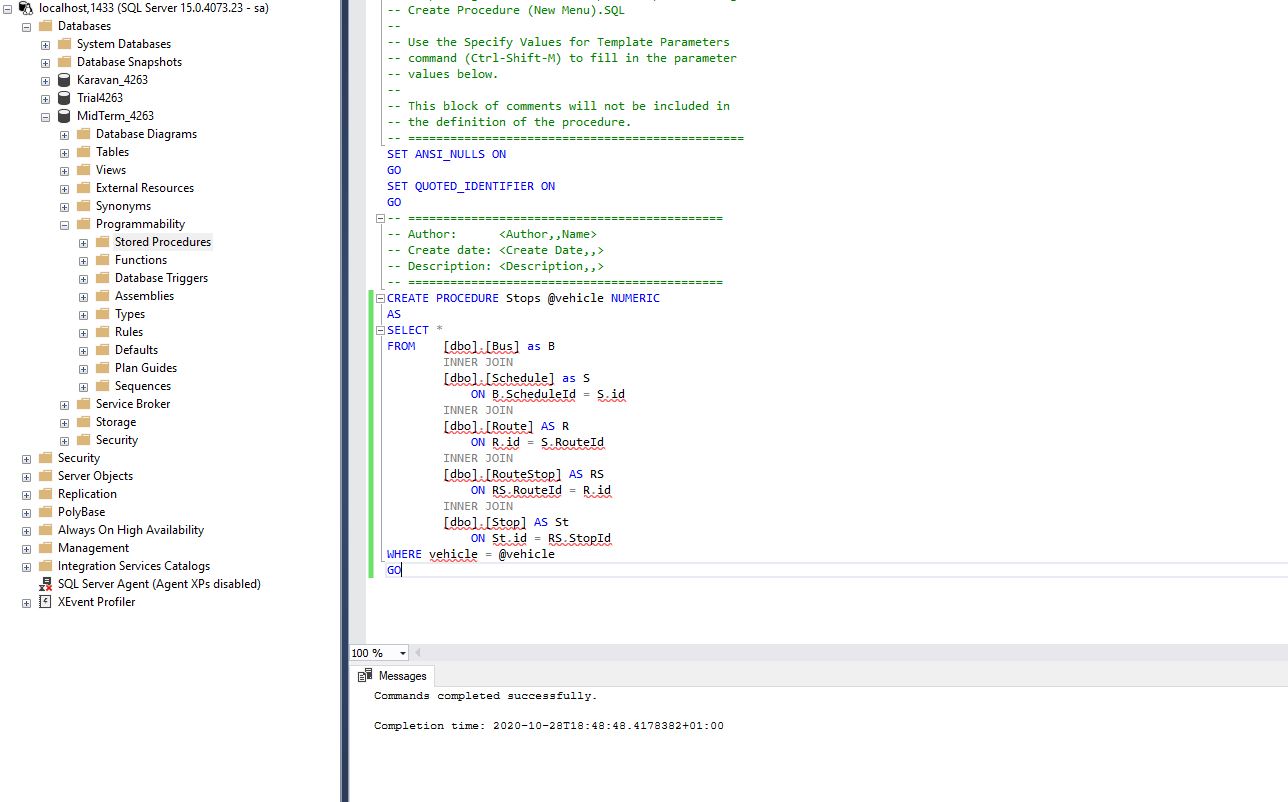 localhost,1433 (SQL Server 15.0.4073.23 - sa)
Databases
System Databases
Database Snapshots
Karavan_4263
Trial4263
MidTerm_4263
Database Diagrams
Tables
Views
External Resources
Synonyms
Programmability
Stored Procedures
Functions
Database Triggers
Assemblies
Types
Rules
Defaults
Plan Guides
Sequences
Service Broker
Storage
Security
Security
Server Objects
Replication
PolyBase
Always On High Availability
Management
Integration Services Catalogs
SQL Server Agent (Agent XPs disabled)
XEvent Profiler
-- Create Procedure (New Menu).SQL
--
-- Use the Specify Values for Template Parameters
-- command (Ctrl-Shift-M) to fill in the parameter
-- values below.
--
-- This block of comments will not be included in
-- the definition of the procedure.
-- ================================================
SET ANSI_NULLS ON
GO
SET QUOTED_IDENTIFIER ON
GO
-- =============================================
-- Author:      <Author,,Name>
-- Create date: <Create Date,,>
-- Description: <Description,,>
-- =============================================
CREATE PROCEDURE Stops @vehicle NUMERIC
AS
SELECT *
FROM    [dbo].[Bus] as B
INNER JOIN
[dbo].[Schedule] as S
ON B.ScheduleId = S.id
INNER JOIN
[dbo].[Route] AS R
ON R.id = S.RouteId
INNER JOIN
[dbo].[RouteStop] AS RS
ON RS.RouteId = R.id
INNER JOIN
[dbo].[Stop] AS St
ON St.id = RS.StopId
WHERE vehicle = @vehicle
GO
100 %
Messages
Commands completed successfully.
Completion time: 2020-10-28T18:48:48.4178382+01:00